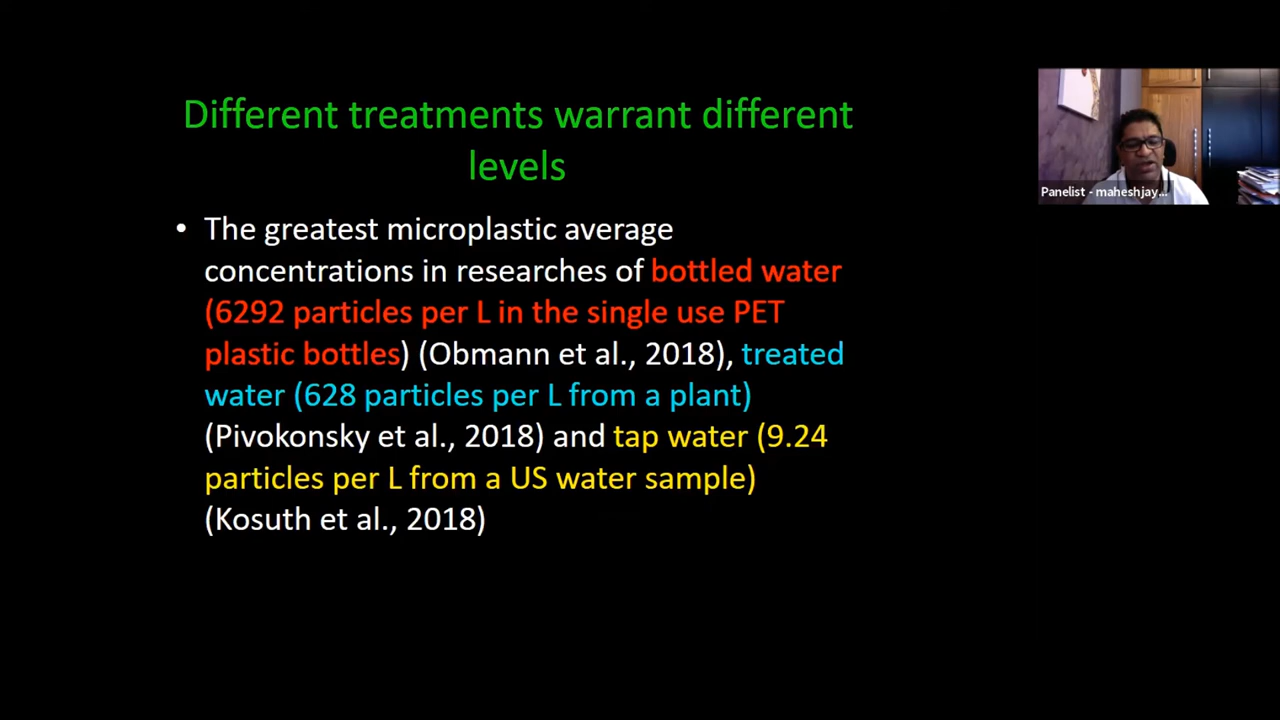 Different treatments warrant different
levels
• The greatest microplastic average
concentrations in researches of bottled water
(6292 particles per L in the single use PET
plastic bottles) (Obmann et al., 2018), treated
water (628 particles per L from a plant)
(Pivokonsky et al., 2018) and tap water (9.24
particles per L from a US water sample)
(Kosuth et al., 2018)
Panelist - maheshjay...